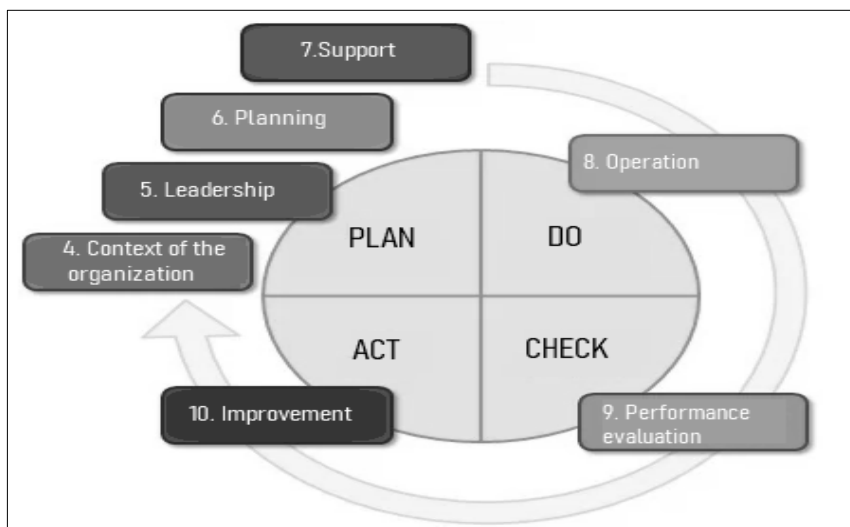 7.Support
6. Planning
5. Leadership
4. Context of the
organization
8. Operation
PLAN
DO
ACT
CHECK
10. Improvement
9. Performance
evaluation